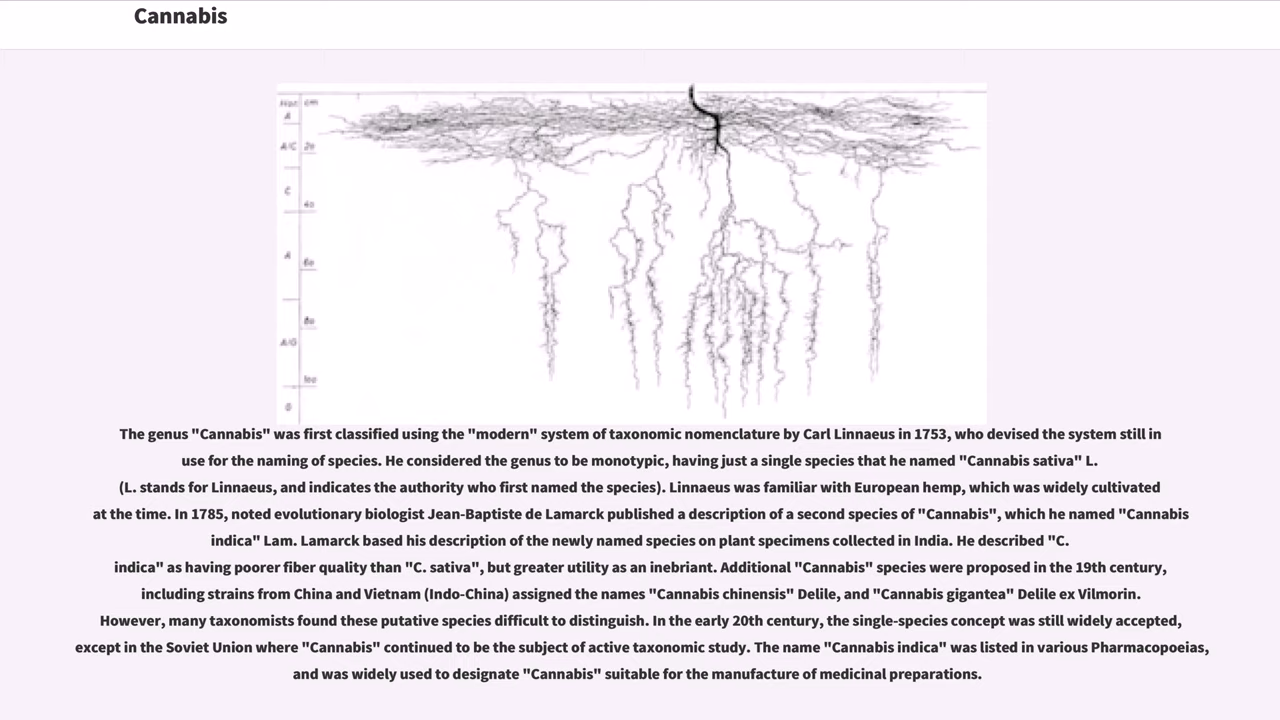 Cannabis
Hor. cm
A
A/C 20
C
40
A
60
80
A/G
100
G
The genus "Cannabis" was first classified using the "modern" system of taxonomic nomenclature by Carl Linnaeus in 1753, who devised the system still in
use for the naming of species. He considered the genus to be monotypic, having just a single species that he named "Cannabis sativa" L.
(L. stands for Linnaeus, and indicates the authority who first named the species). Linnaeus was familiar with European hemp, which was widely cultivated
at the time. In 1785, noted evolutionary biologist Jean-Baptiste de Lamarck published a description of a second species of "Cannabis", which he named "Cannabis
indica" Lam. Lamarck based his description of the newly named species on plant specimens collected in India. He described "C.
indica" as having poorer fiber quality than "C. sativa", but greater utility as an inebriant. Additional "Cannabis" species were proposed in the 19th century,
including strains from China and Vietnam (Indo-China) assigned the names "Cannabis chinensis" Delile, and "Cannabis gigantea" Delile ex Vilmorin.
However, many taxonomists found these putative species difficult to distinguish. In the early 20th century, the single-species concept was still widely accepted,
except in the Soviet Union where "Cannabis" continued to be the subject of active taxonomic study. The name "Cannabis indica" was listed in various Pharmacopoeias,
and was widely used to designate "Cannabis" suitable for the manufacture of medicinal preparations.